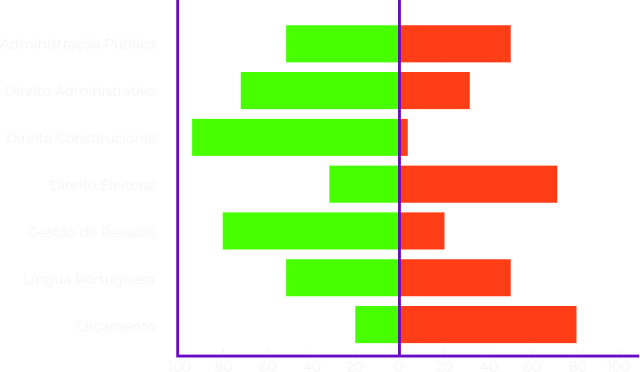 Administração Pública
Direito Administrativo
Direito Constitucional
Direito Eleitoral
Gestão de Pessoas
Língua Portuguesa
Orçamento
100 80 60 40 20 0 20 40 60 80 100